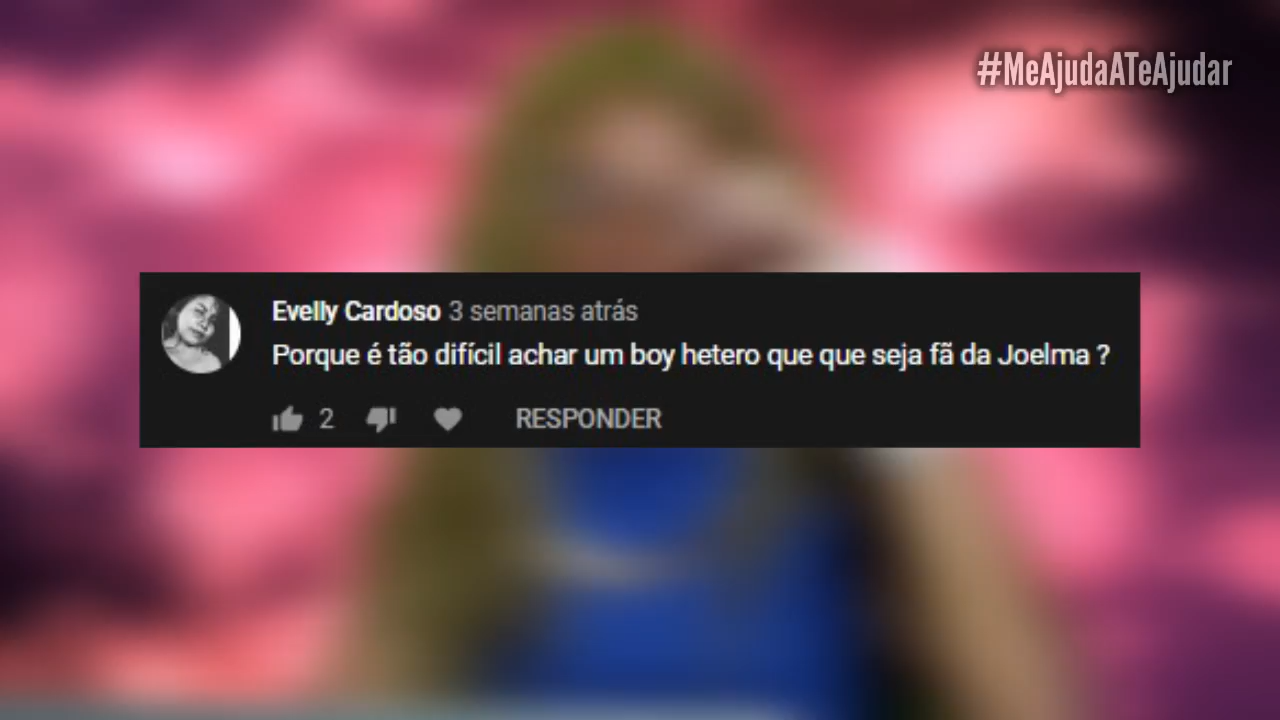 #MeAjudaATeAjudar
Evelly Cardoso 3 semanas atrás
Porque é tão difícil achar um boy hetero que que seja fã da Joelma ?
2 RESPONDER